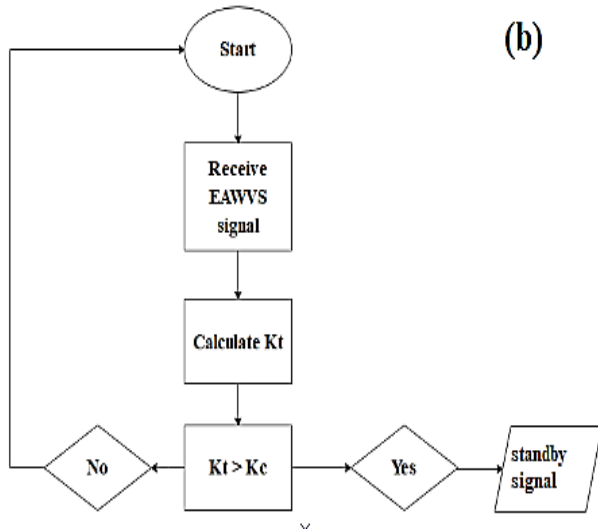 (b)
Start
Receive
EAWVS
signal
Calculate Kt
No
Kt > Kc
Yes
standby
signal